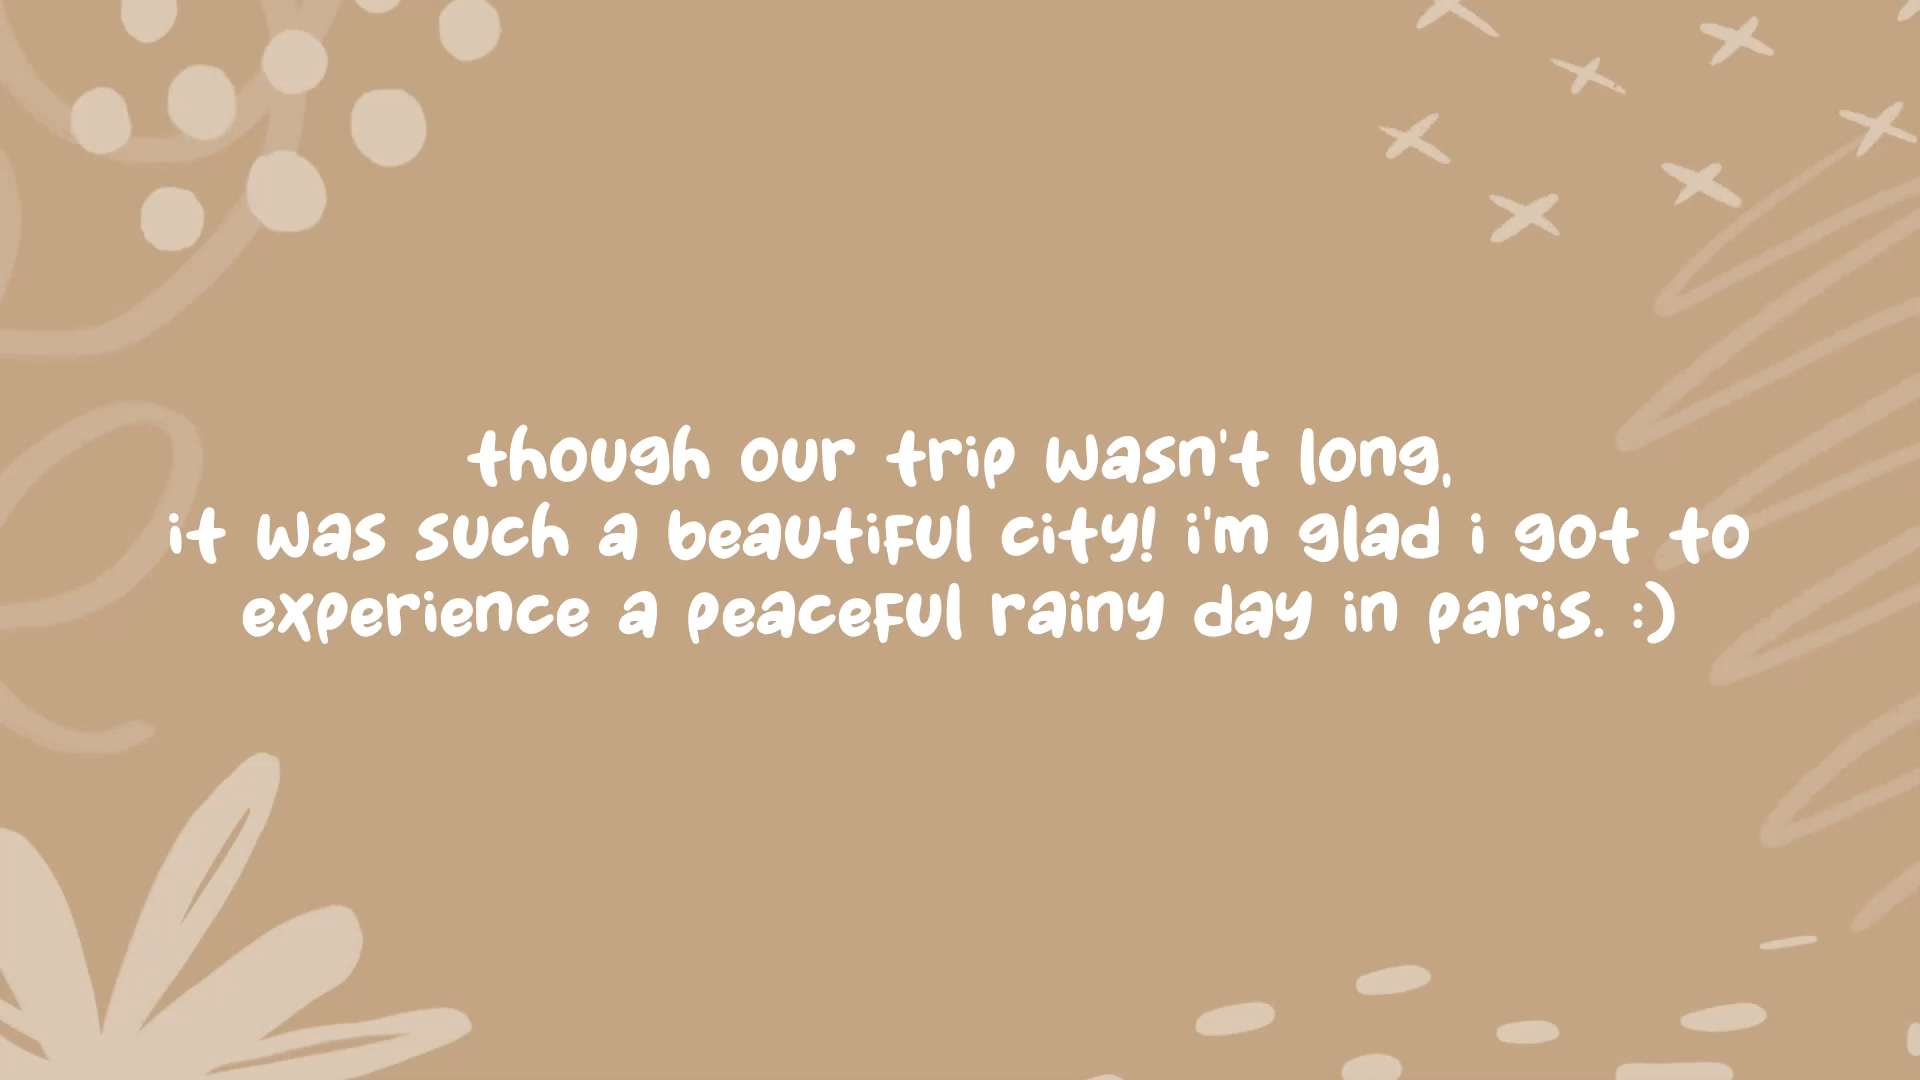 though our trip wasn't long,
it was such a beautiful city! i'm glad i got to
experience a peaceful rainy day in paris. :)